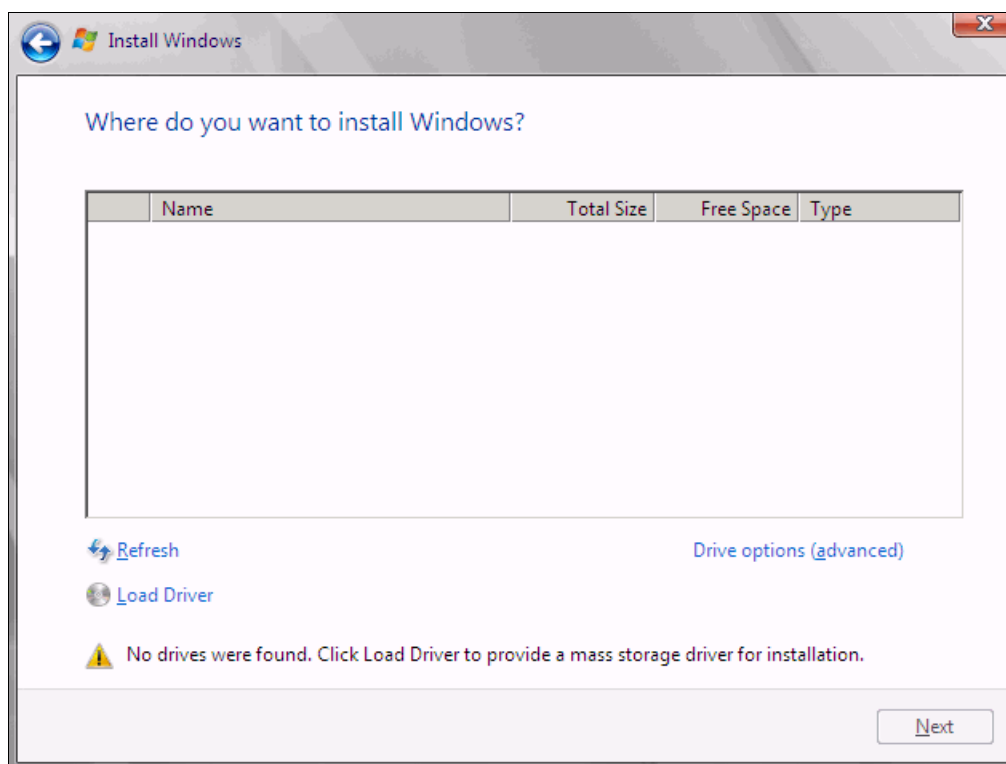 Install Windows
Where do you want to install Windows?
Name Total Size Free Space Type
Refresh Drive options (advanced)
Load Driver
No drives were found. Click Load Driver to provide a mass storage driver for installation.
Next